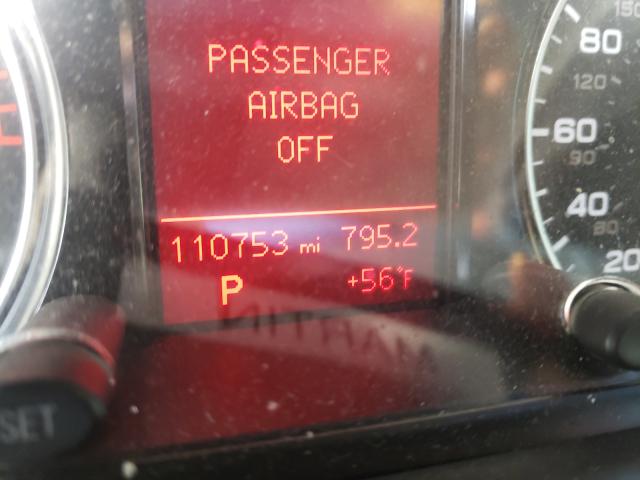 PASSENGER
AIRBAG
OFF
110753 mi 795.2
P +56°F
80
120
60
90
40
60
20
SET